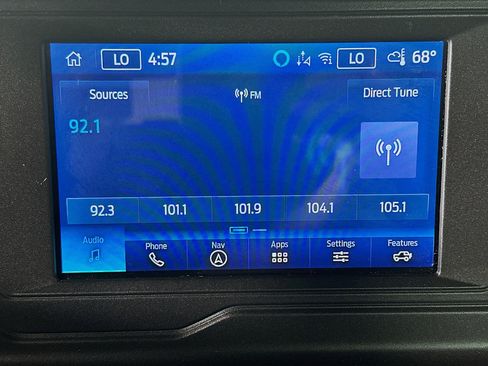 LO 4:57 LO 68°
Sources FM Direct Tune
92.1
92.3 101.1 101.9 104.1 105.1
Audio Phone Nav Apps Settings Features